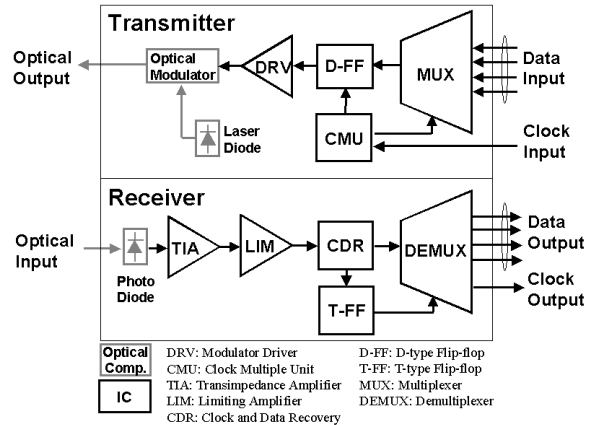 Transmitter
Optical
Output
Optical
Modulator
DRV
D-FF
MUX
Data
Input
Laser
Diode
CMU
Clock
Input
Receiver
Optical
Input
Photo
Diode
TIA
LIM
CDR
DEMUX
Data
Output
T-FF
Clock
Output
Optical
Comp.
IC
DRV: Modulator Driver
CMU: Clock Multiple Unit
TIA: Transimpedance Amplifier
LIM: Limiting Amplifier
CDR: Clock and Data Recovery
D-FF: D-type Flip-flop
T-FF: T-type Flip-flop
MUX: Multiplexer
DEMUX: Demultiplexer